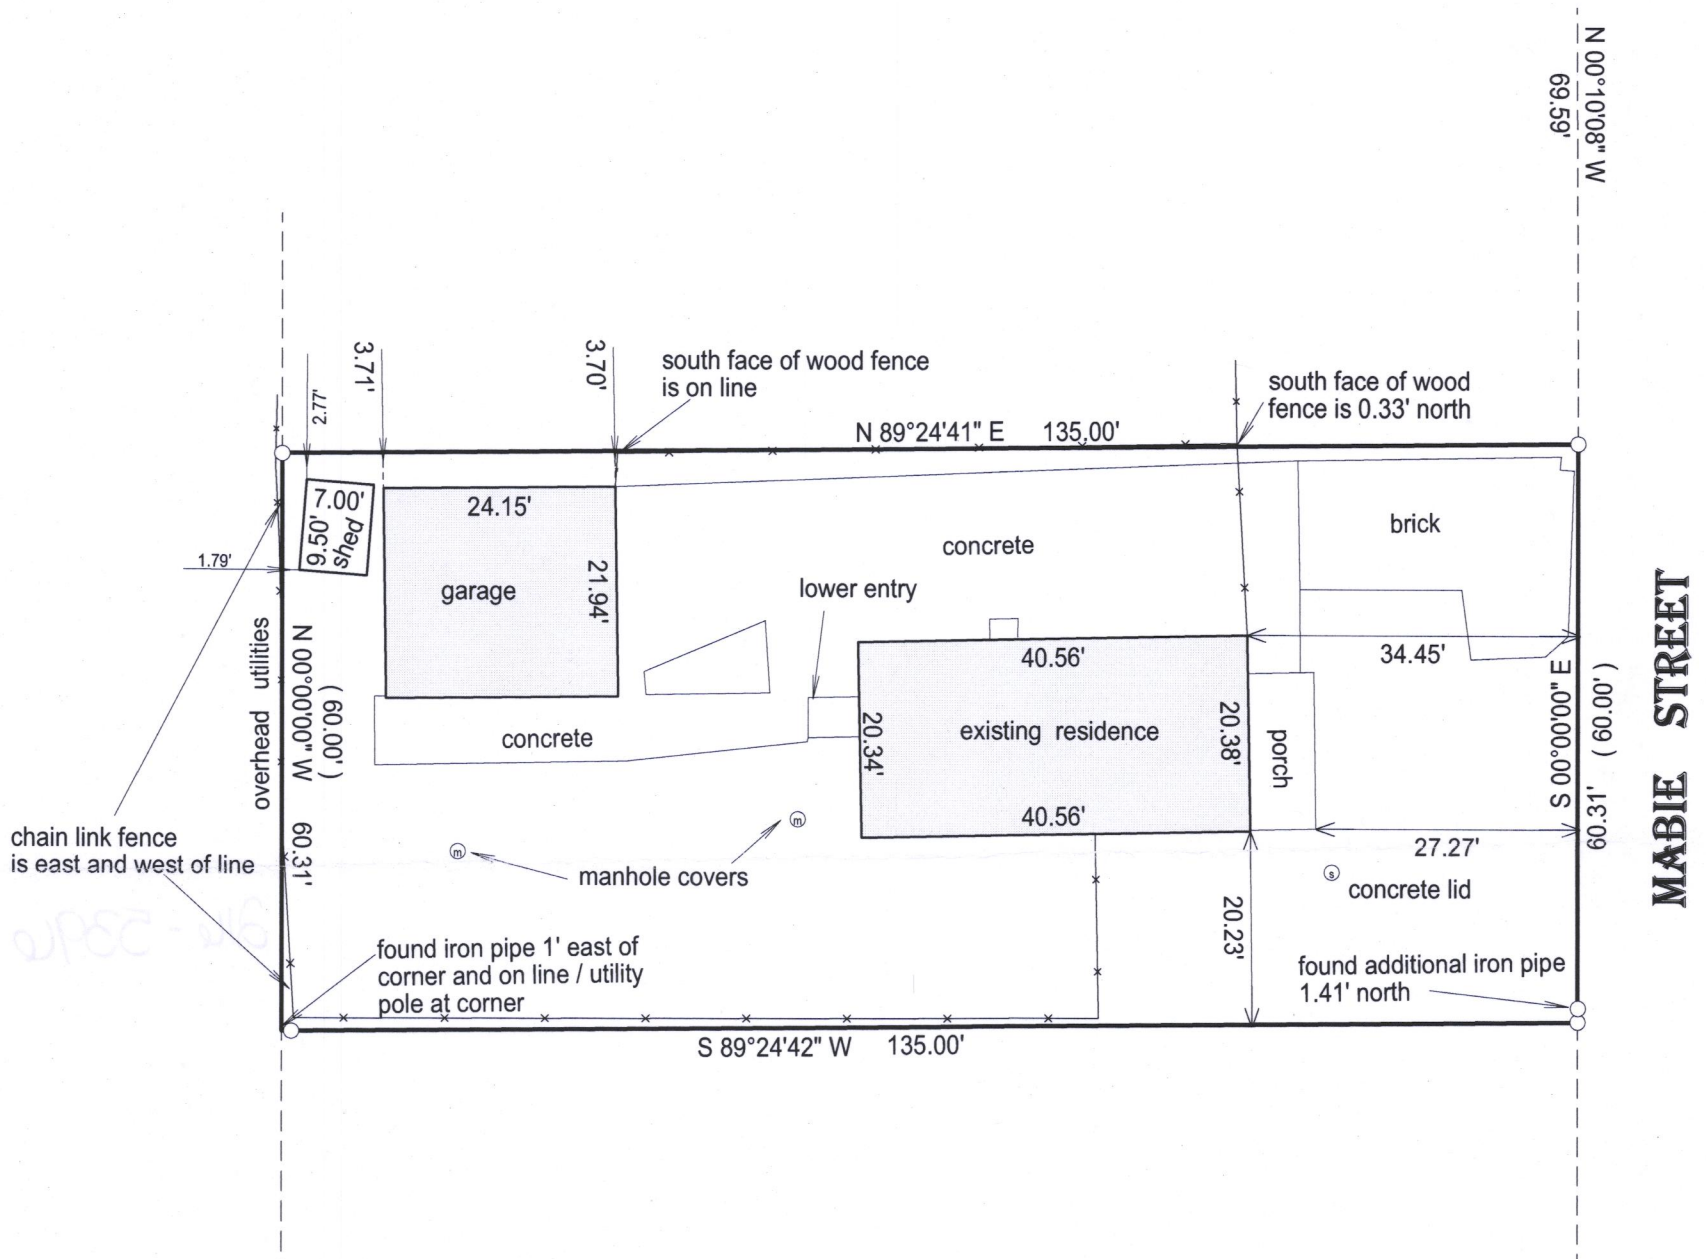 N 00°10'08" W
69.59'
3.71'
3.70'
2.77'
south face of wood fence
is on line
south face of wood
fence is 0.33' north
N 89°24'41" E 135.00'
7.00'
9.50'
shed
24.15'
21.94'
garage
concrete
brick
1.79'
lower entry
overhead utilities
N 00°00'00" W 60.31'
( 60.00' )
40.56'
34.45'
S 00°00'00" E
( 60.00' ) 60.31'
MABIE STREET
concrete
20.34'
existing residence
20.38'
porch
40.56'
27.27'
chain link fence
is east and west of line
m
m
manhole covers
s
concrete lid
20.23'
found iron pipe 1' east of
corner and on line / utility
pole at corner
found additional iron pipe
1.41' north
S 89°24'42" W 135.00'